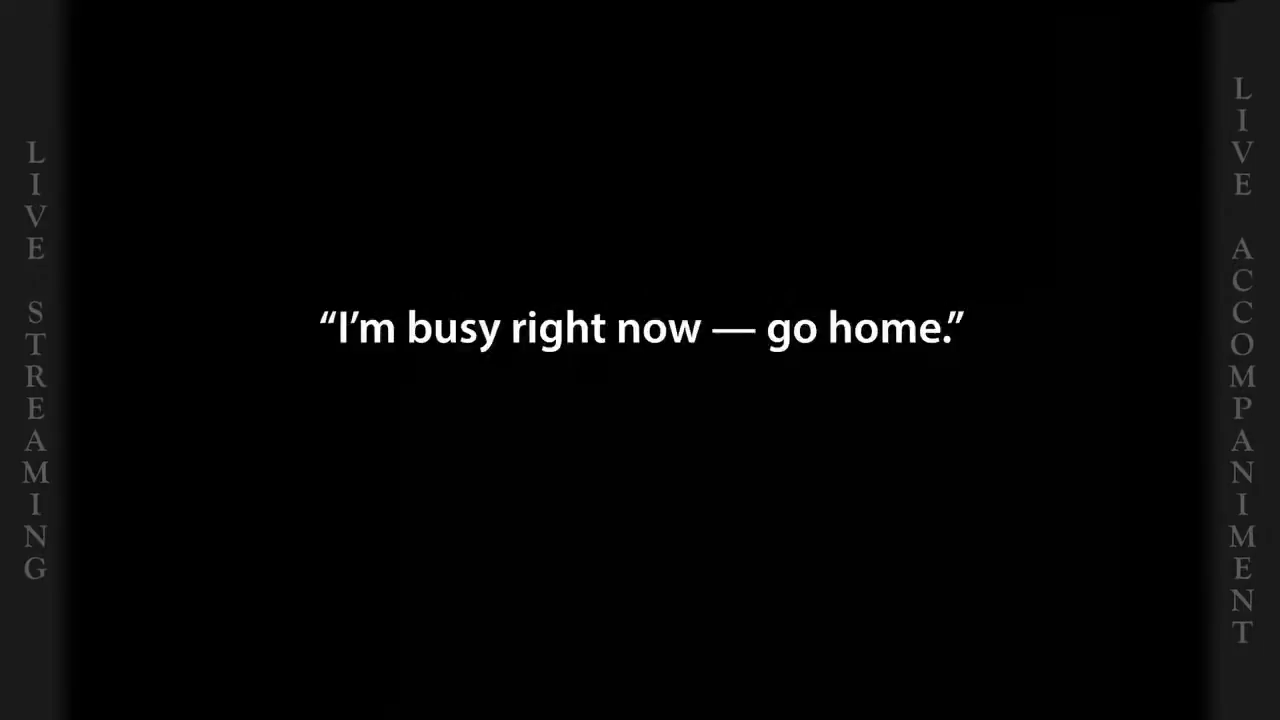 LIVE STREAMING
“I’m busy right now — go home.”
LIVE ACCOMPANIMENT